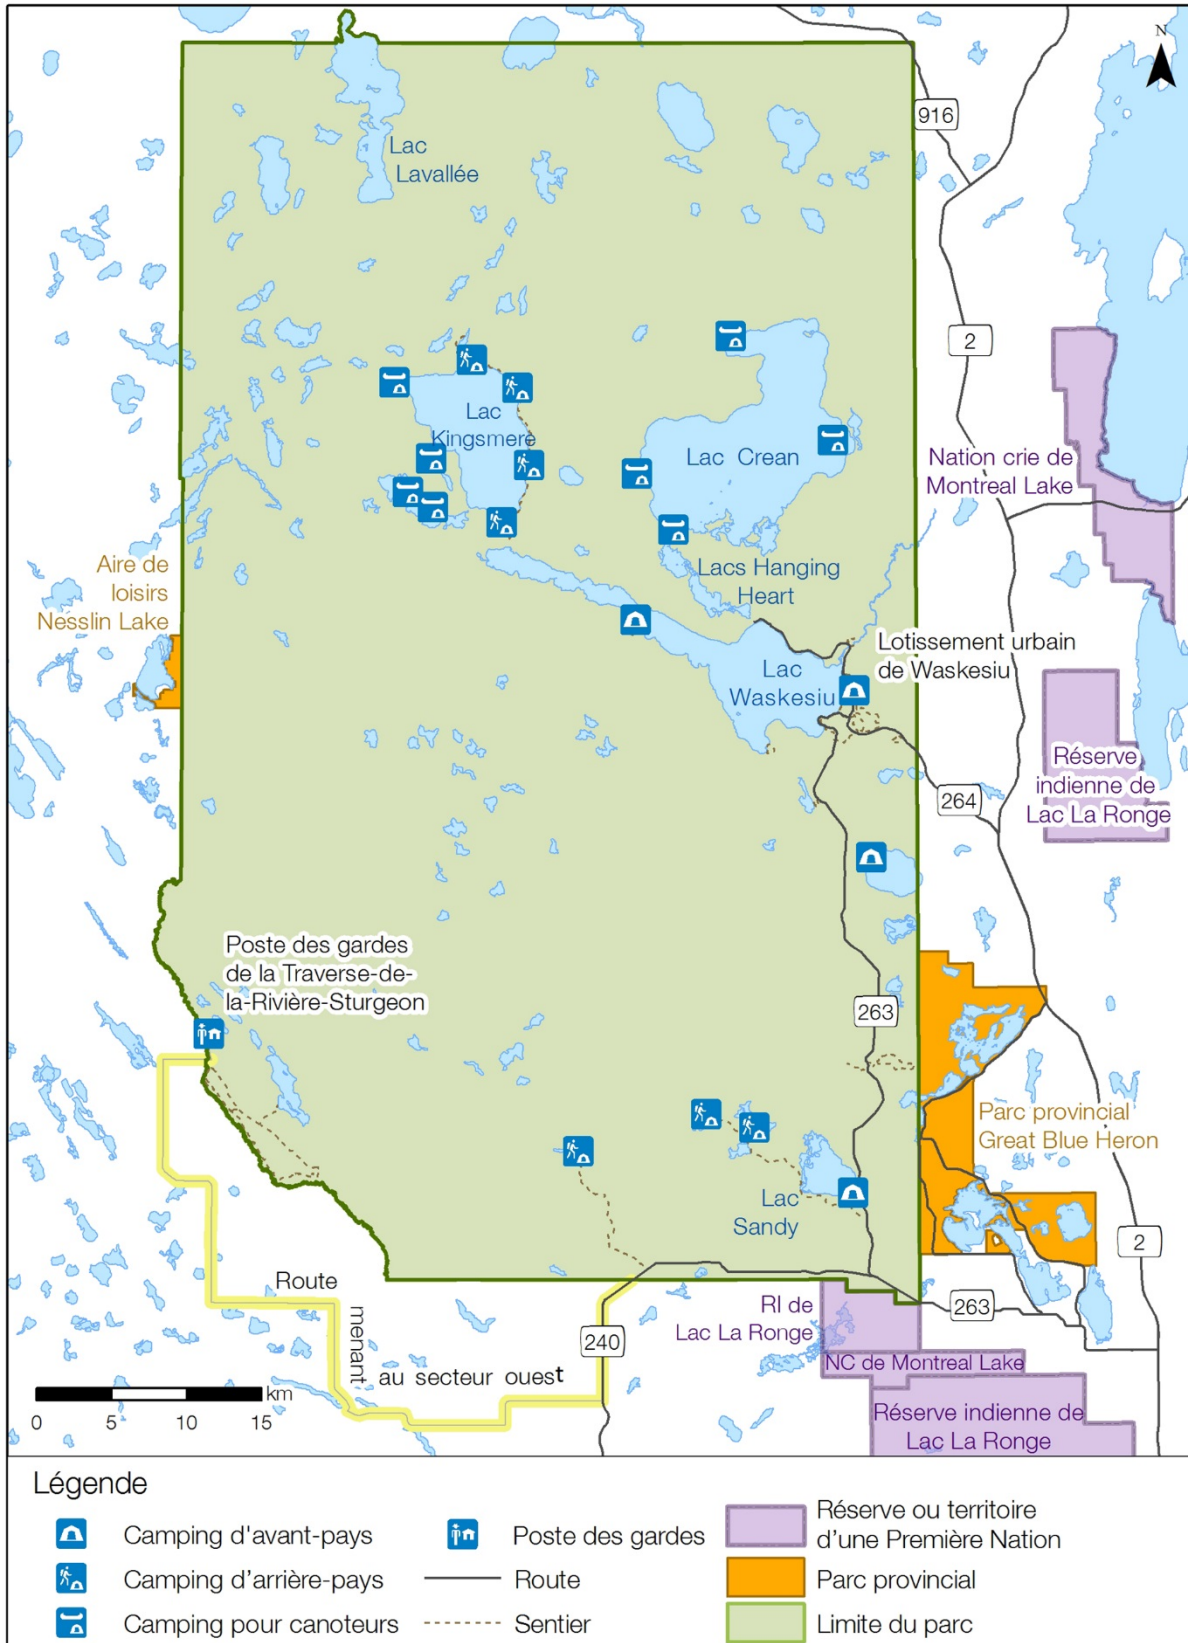 N
916
Lac
Lavallée
2
Lac
Kingsmere
Lac Crean
Nation crie de
Montreal Lake
Aire de
loisirs
Nesslin Lake
Lacs Hanging
Heart
Lotissement urbain
de Waskesiu
Lac
Waskesiu
Réserve
indienne de
Lac La Ronge
264
Poste des gardes
de la Traverse-de-
la-Rivière-Sturgeon
263
Parc provincial
Great Blue Heron
Lac
Sandy
2
Route
menant
au secteur ouest
240
RI de
Lac La Ronge
263
NC de Montreal Lake
Réserve indienne de
Lac La Ronge
km
0 5 10 15
Légende
Camping d'avant-pays
Camping d'arrière-pays
Camping pour canoteurs
Poste des gardes
Route
Sentier
Réserve ou territoire
d'une Première Nation
Parc provincial
Limite du parc